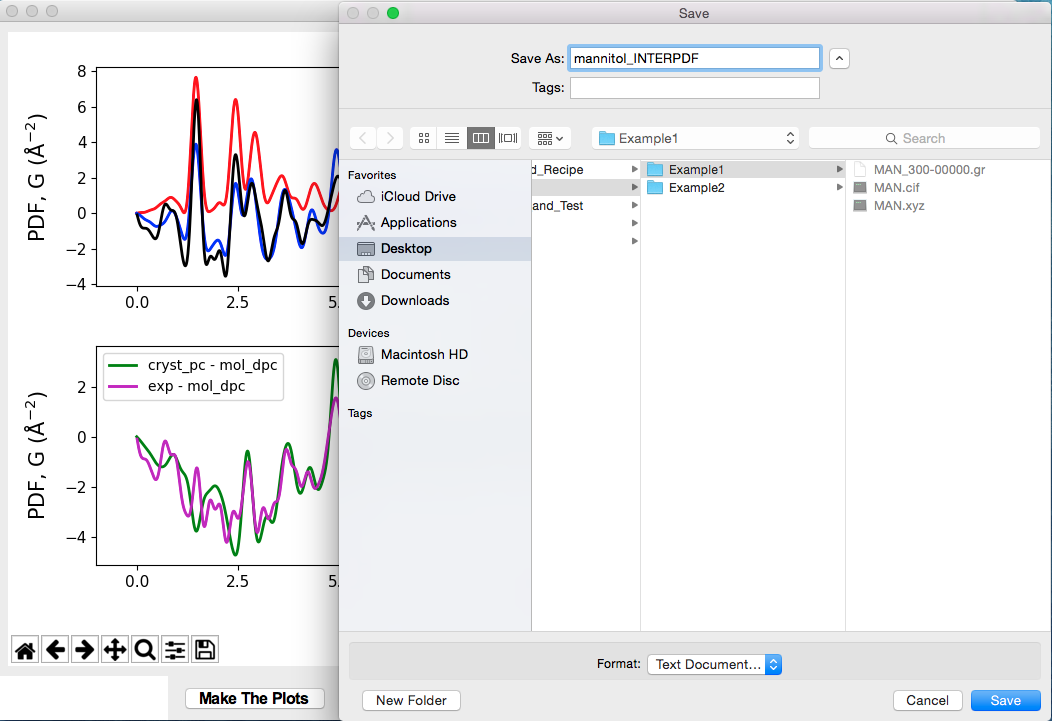 Save
Save As: mannitol_INTERPDF
Tags:
Example1
Search
Favorites
iCloud Drive
Applications
Desktop
Documents
Downloads
Devices
Macintosh HD
Remote Disc
Tags
d_Recipe
and_Test
Example1
Example2
MAN_300-00000.gr
MAN.cif
MAN.xyz
Format: Text Document...
New Folder
Cancel
Save
PDF, G (Å⁻²)
8
6
4
2
0
−2
−4
0.0 2.5 5.
PDF, G (Å⁻²)
cryst_pc - mol_dpc
exp - mol_dpc
2
0
−2
−4
0.0 2.5 5.
Make The Plots